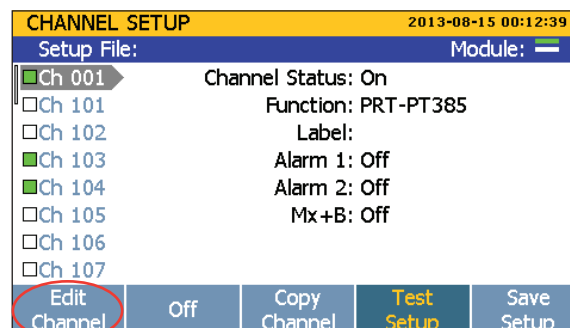 CHANNEL SETUP 2013-08-15 00:12:39
Setup File: Module:
Ch 001 Channel Status: On
Ch 101 Function: PRT-PT385
Ch 102 Label:
Ch 103 Alarm 1: Off
Ch 104 Alarm 2: Off
Ch 105 Mx+B: Off
Ch 106
Ch 107
Edit Channel Off Copy Channel Test Setup Save Setup